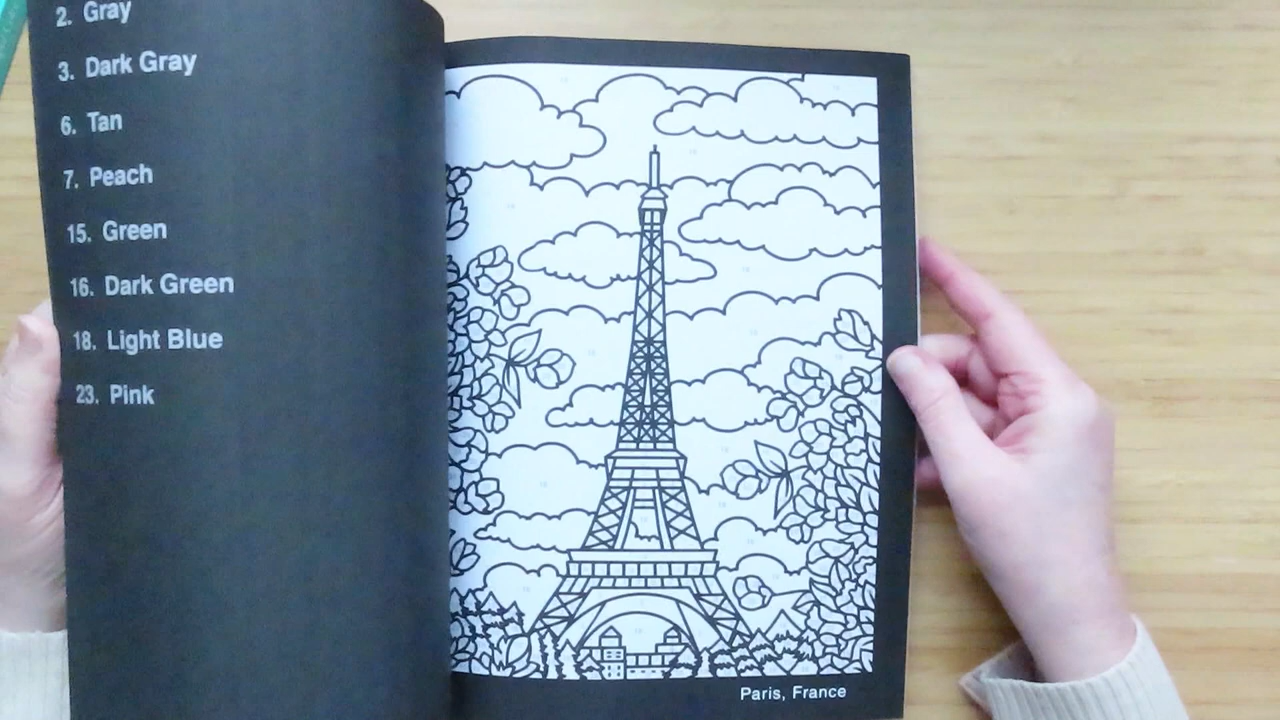 2. Gray
3. Dark Gray
6. Tan
7. Peach
15. Green
16. Dark Green
18. Light Blue
23. Pink
Paris, France